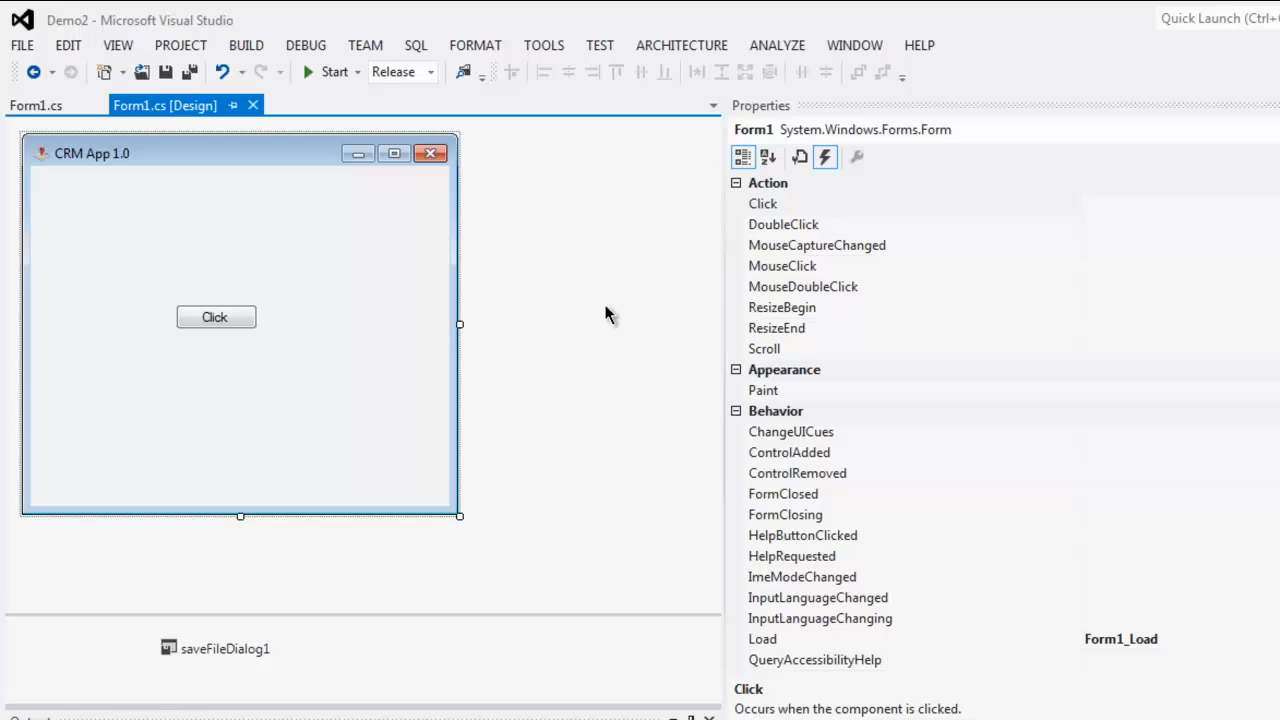 Demo2 - Microsoft Visual Studio
Quick Launch (Ctrl+
FILE EDIT VIEW PROJECT BUILD DEBUG TEAM SQL FORMAT TOOLS TEST ARCHITECTURE ANALYZE WINDOW HELP
Start Release
Form1.cs
Form1.cs [Design]
CRM App 1.0
Click
saveFileDialog1
Properties
Form1 System.Windows.Forms.Form
Action
Click
DoubleClick
MouseCaptureChanged
MouseClick
MouseDoubleClick
ResizeBegin
ResizeEnd
Scroll
Appearance
Paint
Behavior
ChangeUICues
ControlAdded
ControlRemoved
FormClosed
FormClosing
HelpButtonClicked
HelpRequested
ImeModeChanged
InputLanguageChanged
InputLanguageChanging
Load Form1_Load
QueryAccessibilityHelp
Click
Occurs when the component is clicked.